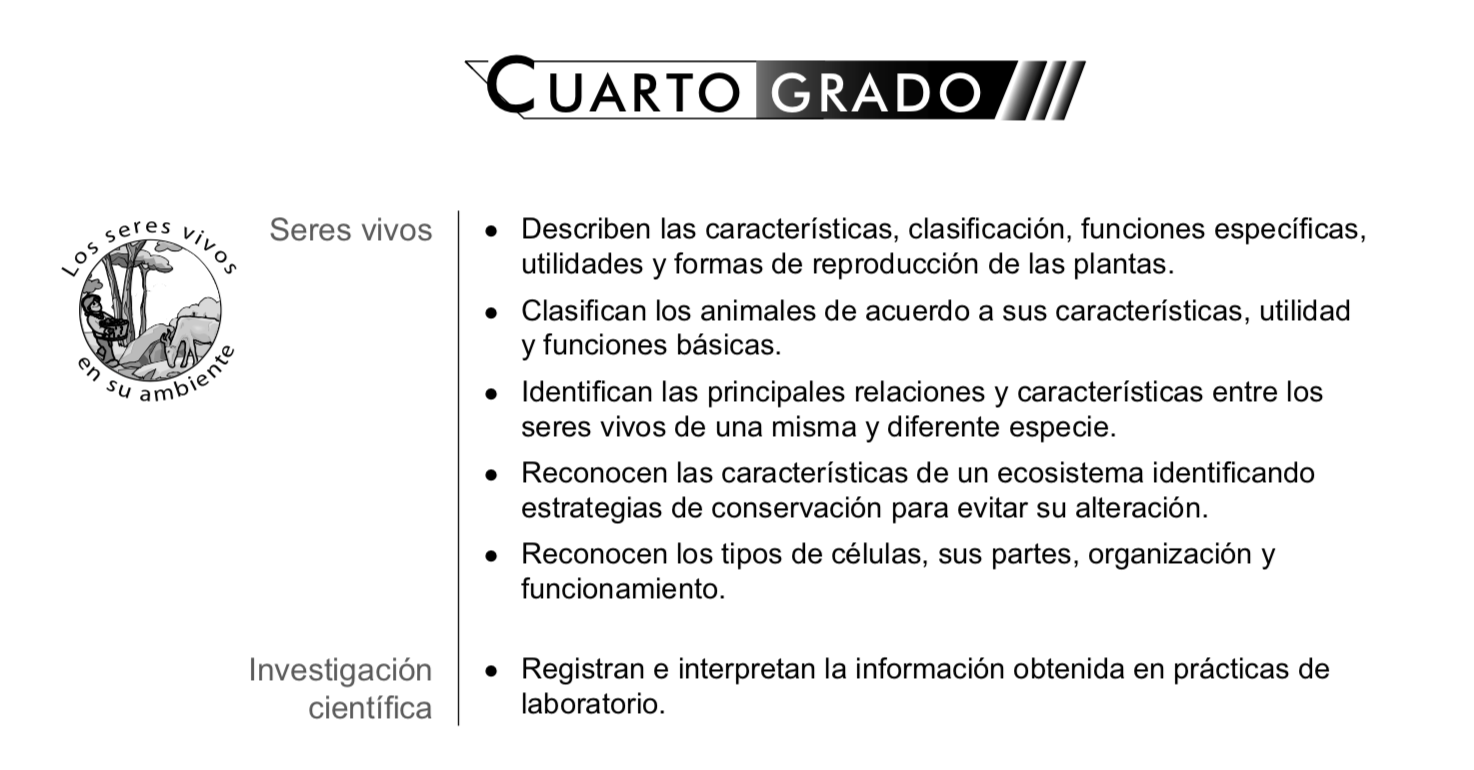 CUARTO GRADO
Los seres vivos
en su ambiente
Seres vivos
• Describen las características, clasificación, funciones específicas,
utilidades y formas de reproducción de las plantas.
• Clasifican los animales de acuerdo a sus características, utilidad
y funciones básicas.
• Identifican las principales relaciones y características entre los
seres vivos de una misma y diferente especie.
• Reconocen las características de un ecosistema identificando
estrategias de conservación para evitar su alteración.
• Reconocen los tipos de células, sus partes, organización y
funcionamiento.
Investigación
científica
• Registran e interpretan la información obtenida en prácticas de
laboratorio.